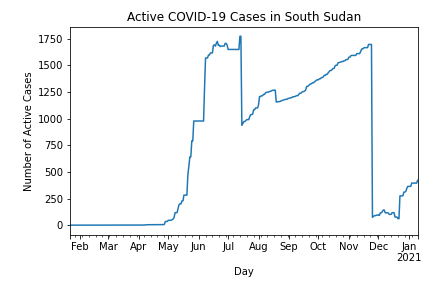 Active COVID-19 Cases in South Sudan
Number of Active Cases
1750
1500
1250
1000
750
500
250
0
Feb Mar Apr May Jun Jul Aug Sep Oct Nov Dec Jan
2021
Day